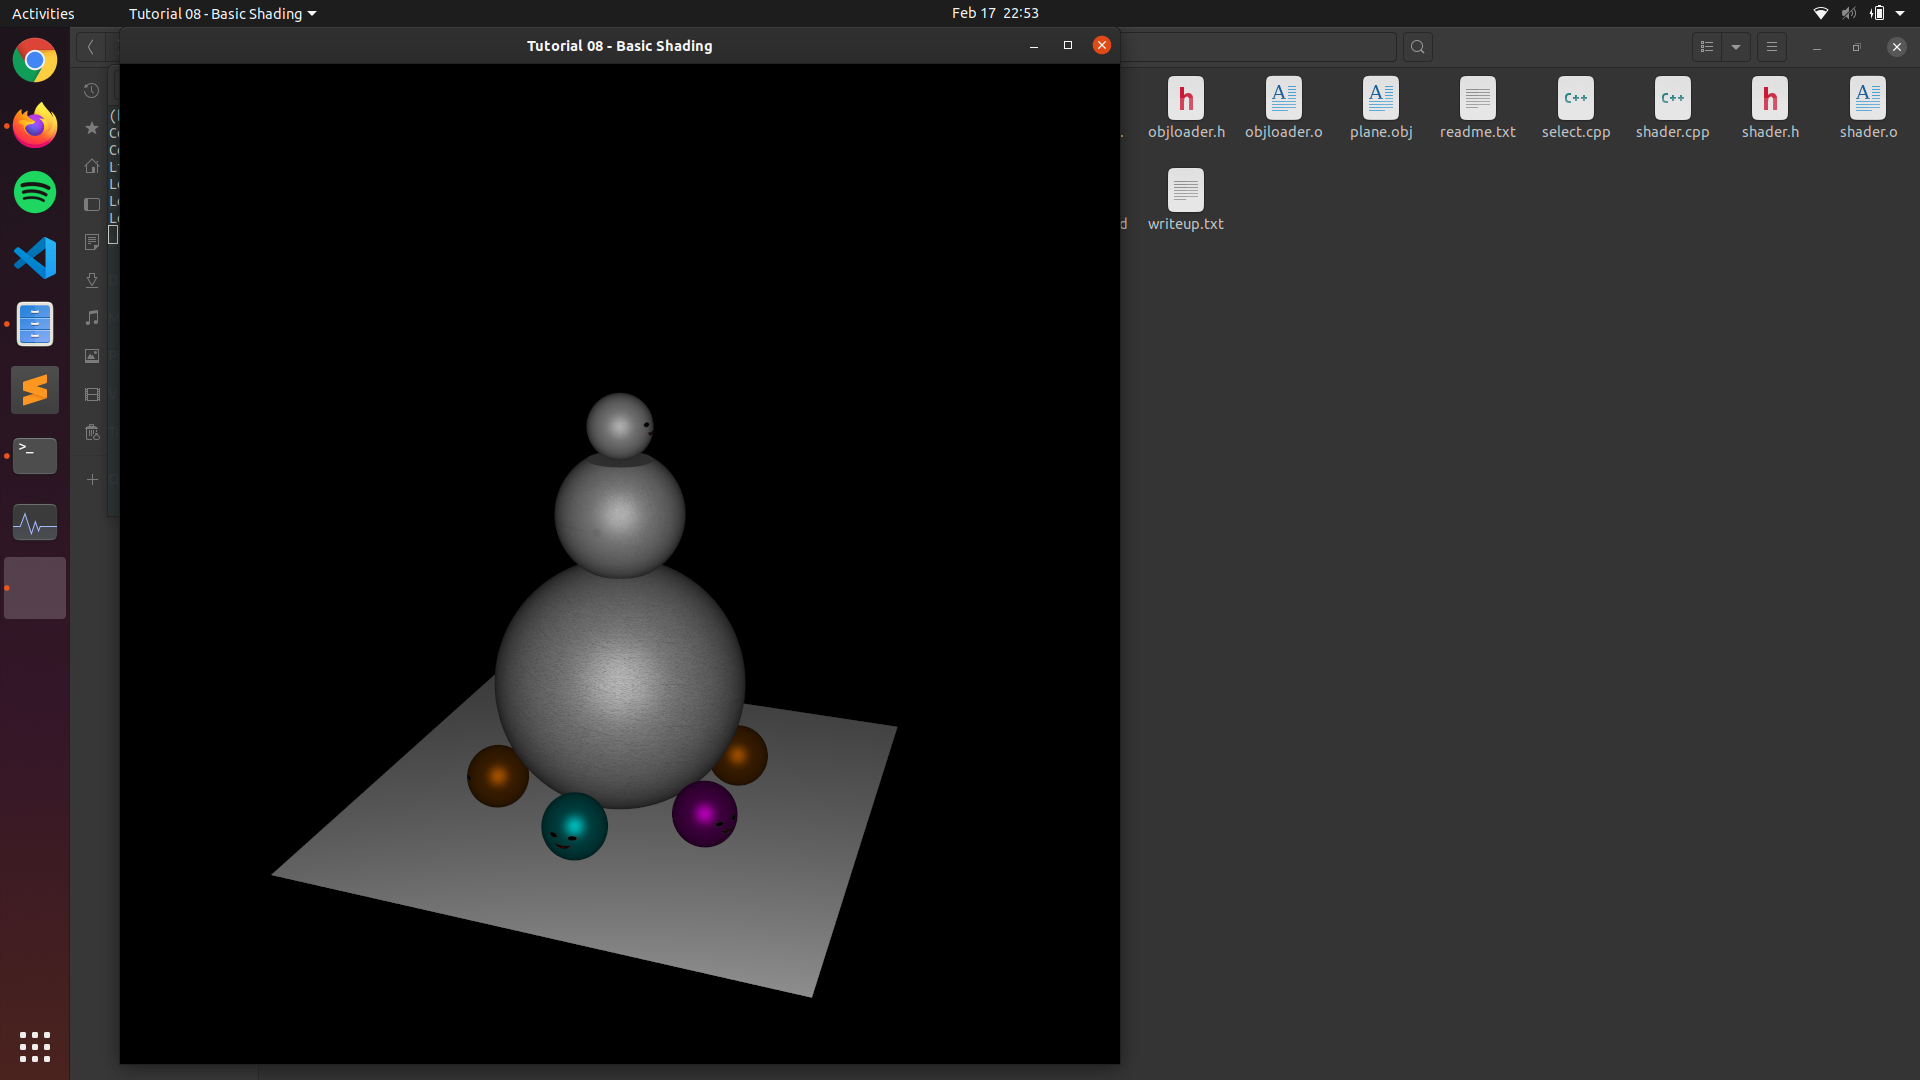 Activities
Tutorial 08 - Basic Shading
Feb 17 22:53
Tutorial 08 - Basic Shading
objloader.h
objloader.o
plane.obj
readme.txt
select.cpp
shader.cpp
shader.h
shader.o
writeup.txt